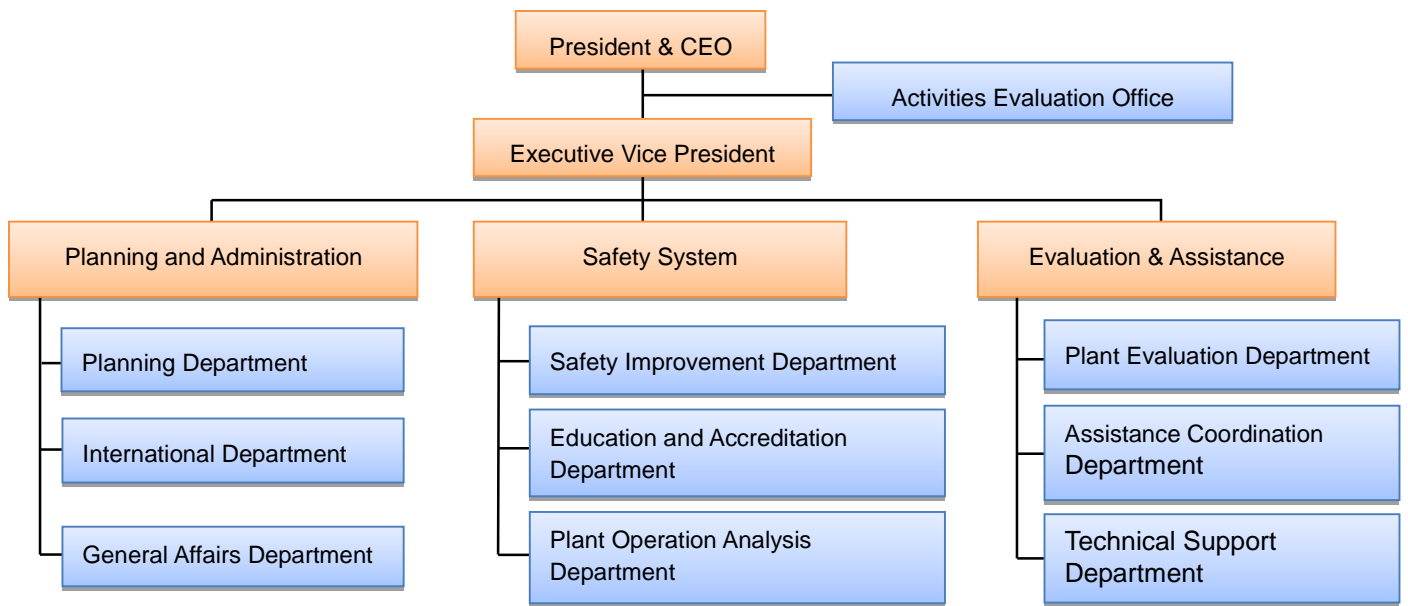 President & CEO
Activities Evaluation Office
Executive Vice President
Planning and Administration
Safety System
Evaluation & Assistance
Planning Department
International Department
General Affairs Department
Safety Improvement Department
Education and Accreditation
Department
Plant Operation Analysis
Department
Plant Evaluation Department
Assistance Coordination
Department
Technical Support
Department